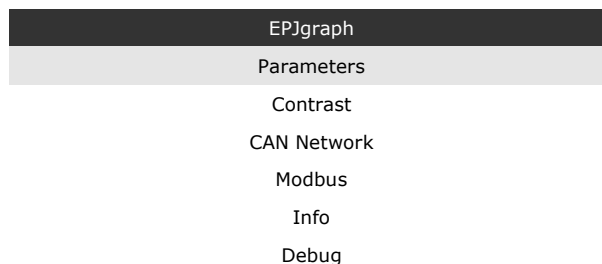 EPJgraph
Parameters
Contrast
CAN Network
Modbus
Info
Debug